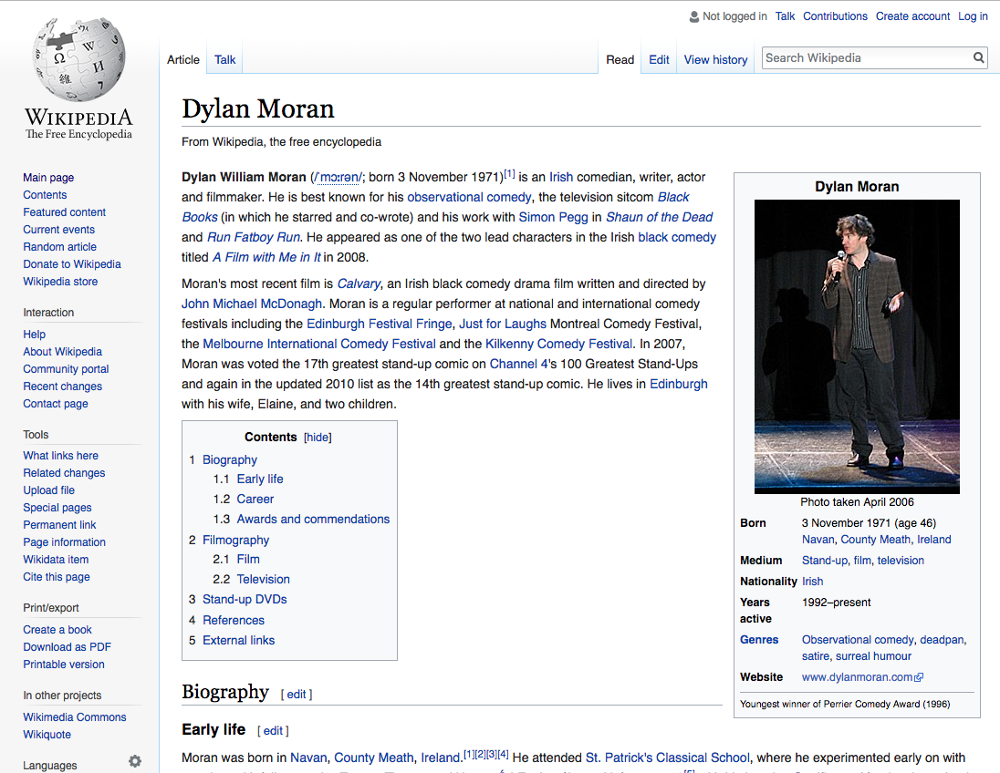 Not logged in Talk Contributions Create account Log in
Article Talk Read Edit View history Search Wikipedia
WIKIPEDIA
The Free Encyclopedia
Main page
Contents
Featured content
Current events
Random article
Donate to Wikipedia
Wikipedia store
Interaction
Help
About Wikipedia
Community portal
Recent changes
Contact page
Tools
What links here
Related changes
Upload file
Special pages
Permanent link
Page information
Wikidata item
Cite this page
Print/export
Create a book
Download as PDF
Printable version
In other projects
Wikimedia Commons
Wikiquote
Languages
Dylan Moran
From Wikipedia, the free encyclopedia
Dylan William Moran (/ˈmɔːrən/; born 3 November 1971)[1] is an Irish comedian, writer, actor
and filmmaker. He is best known for his observational comedy, the television sitcom Black
Books (in which he starred and co-wrote) and his work with Simon Pegg in Shaun of the Dead
and Run Fatboy Run. He appeared as one of the two lead characters in the Irish black comedy
titled A Film with Me in It in 2008.
Moran's most recent film is Calvary, an Irish black comedy drama film written and directed by
John Michael McDonagh. Moran is a regular performer at national and international comedy
festivals including the Edinburgh Festival Fringe, Just for Laughs Montreal Comedy Festival,
the Melbourne International Comedy Festival and the Kilkenny Comedy Festival. In 2007,
Moran was voted the 17th greatest stand-up comic on Channel 4's 100 Greatest Stand-Ups
and again in the updated 2010 list as the 14th greatest stand-up comic. He lives in Edinburgh
with his wife, Elaine, and two children.
Contents [hide]
1 Biography
1.1 Early life
1.2 Career
1.3 Awards and commendations
2 Filmography
2.1 Film
2.2 Television
3 Stand-up DVDs
4 References
5 External links
Dylan Moran
Photo taken April 2006
Born 3 November 1971 (age 46)
Navan, County Meath, Ireland
Medium Stand-up, film, television
Nationality Irish
Years 1992–present
active
Genres Observational comedy, deadpan,
satire, surreal humour
Website www.dylanmoran.com
Youngest winner of Perrier Comedy Award (1996)
Biography [ edit ]
Early life [ edit ]
Moran was born in Navan, County Meath, Ireland.[1][2][3][4] He attended St. Patrick's Classical School, where he experimented early on with